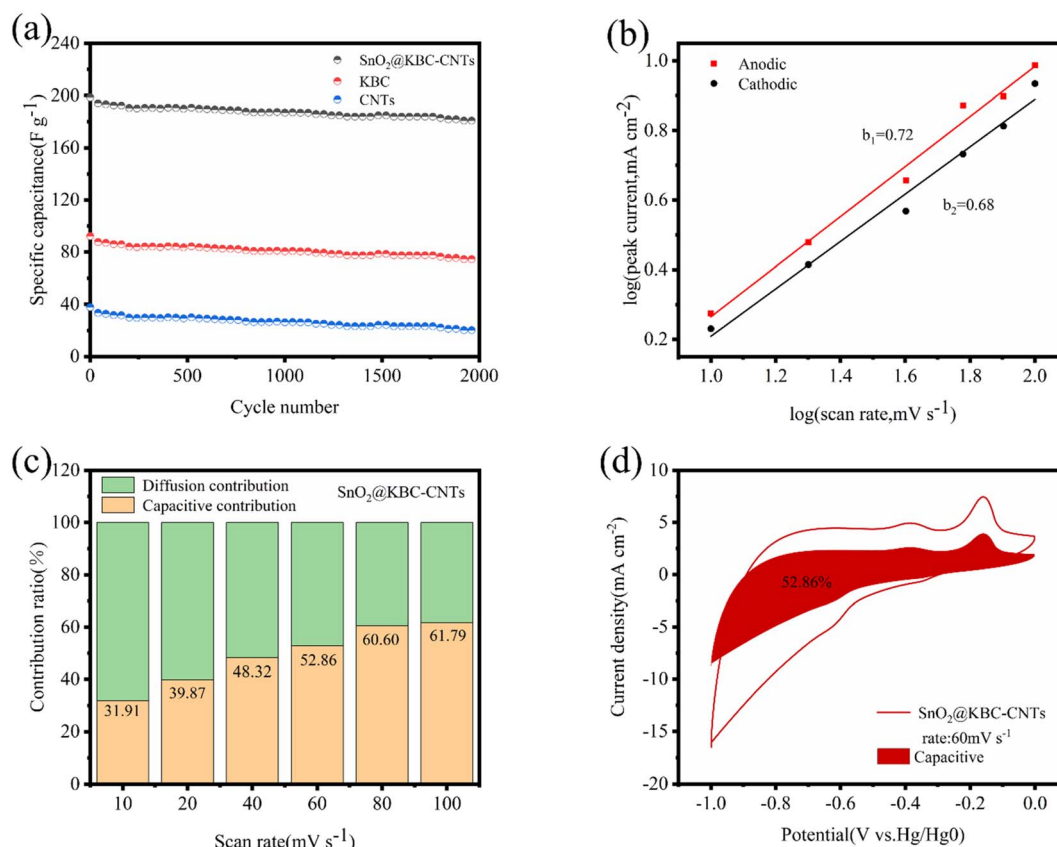 (a)
240
200
160
120
80
40
0
Specific capacitance(F g-1)
SnO2@KBC-CNTs
KBC
CNTs
0
500
1000
1500
2000
Cycle number
(b)
1.0
0.8
0.6
0.4
0.2
log(peak current,mA cm-2)
Anodic
Cathodic
b1=0.72
b2=0.68
1.0
1.2
1.4
1.6
1.8
2.0
log(scan rate,mV s-1)
(c)
120
100
80
60
40
20
0
Contribution ratio(%)
Diffusion contribution
Capacitive contribution
SnO2@KBC-CNTs
31.91
39.87
48.32
52.86
60.60
61.79
10
20
40
60
80
100
Scan rate(mV s-1)
(d)
10
5
0
-5
-10
-15
-20
Current density(mA cm-2)
52.86%
SnO2@KBC-CNTs
rate:60mV s-1
Capacitive
-1.0
-0.8
-0.6
-0.4
-0.2
0.0
Potential(V vs.Hg/Hg0)